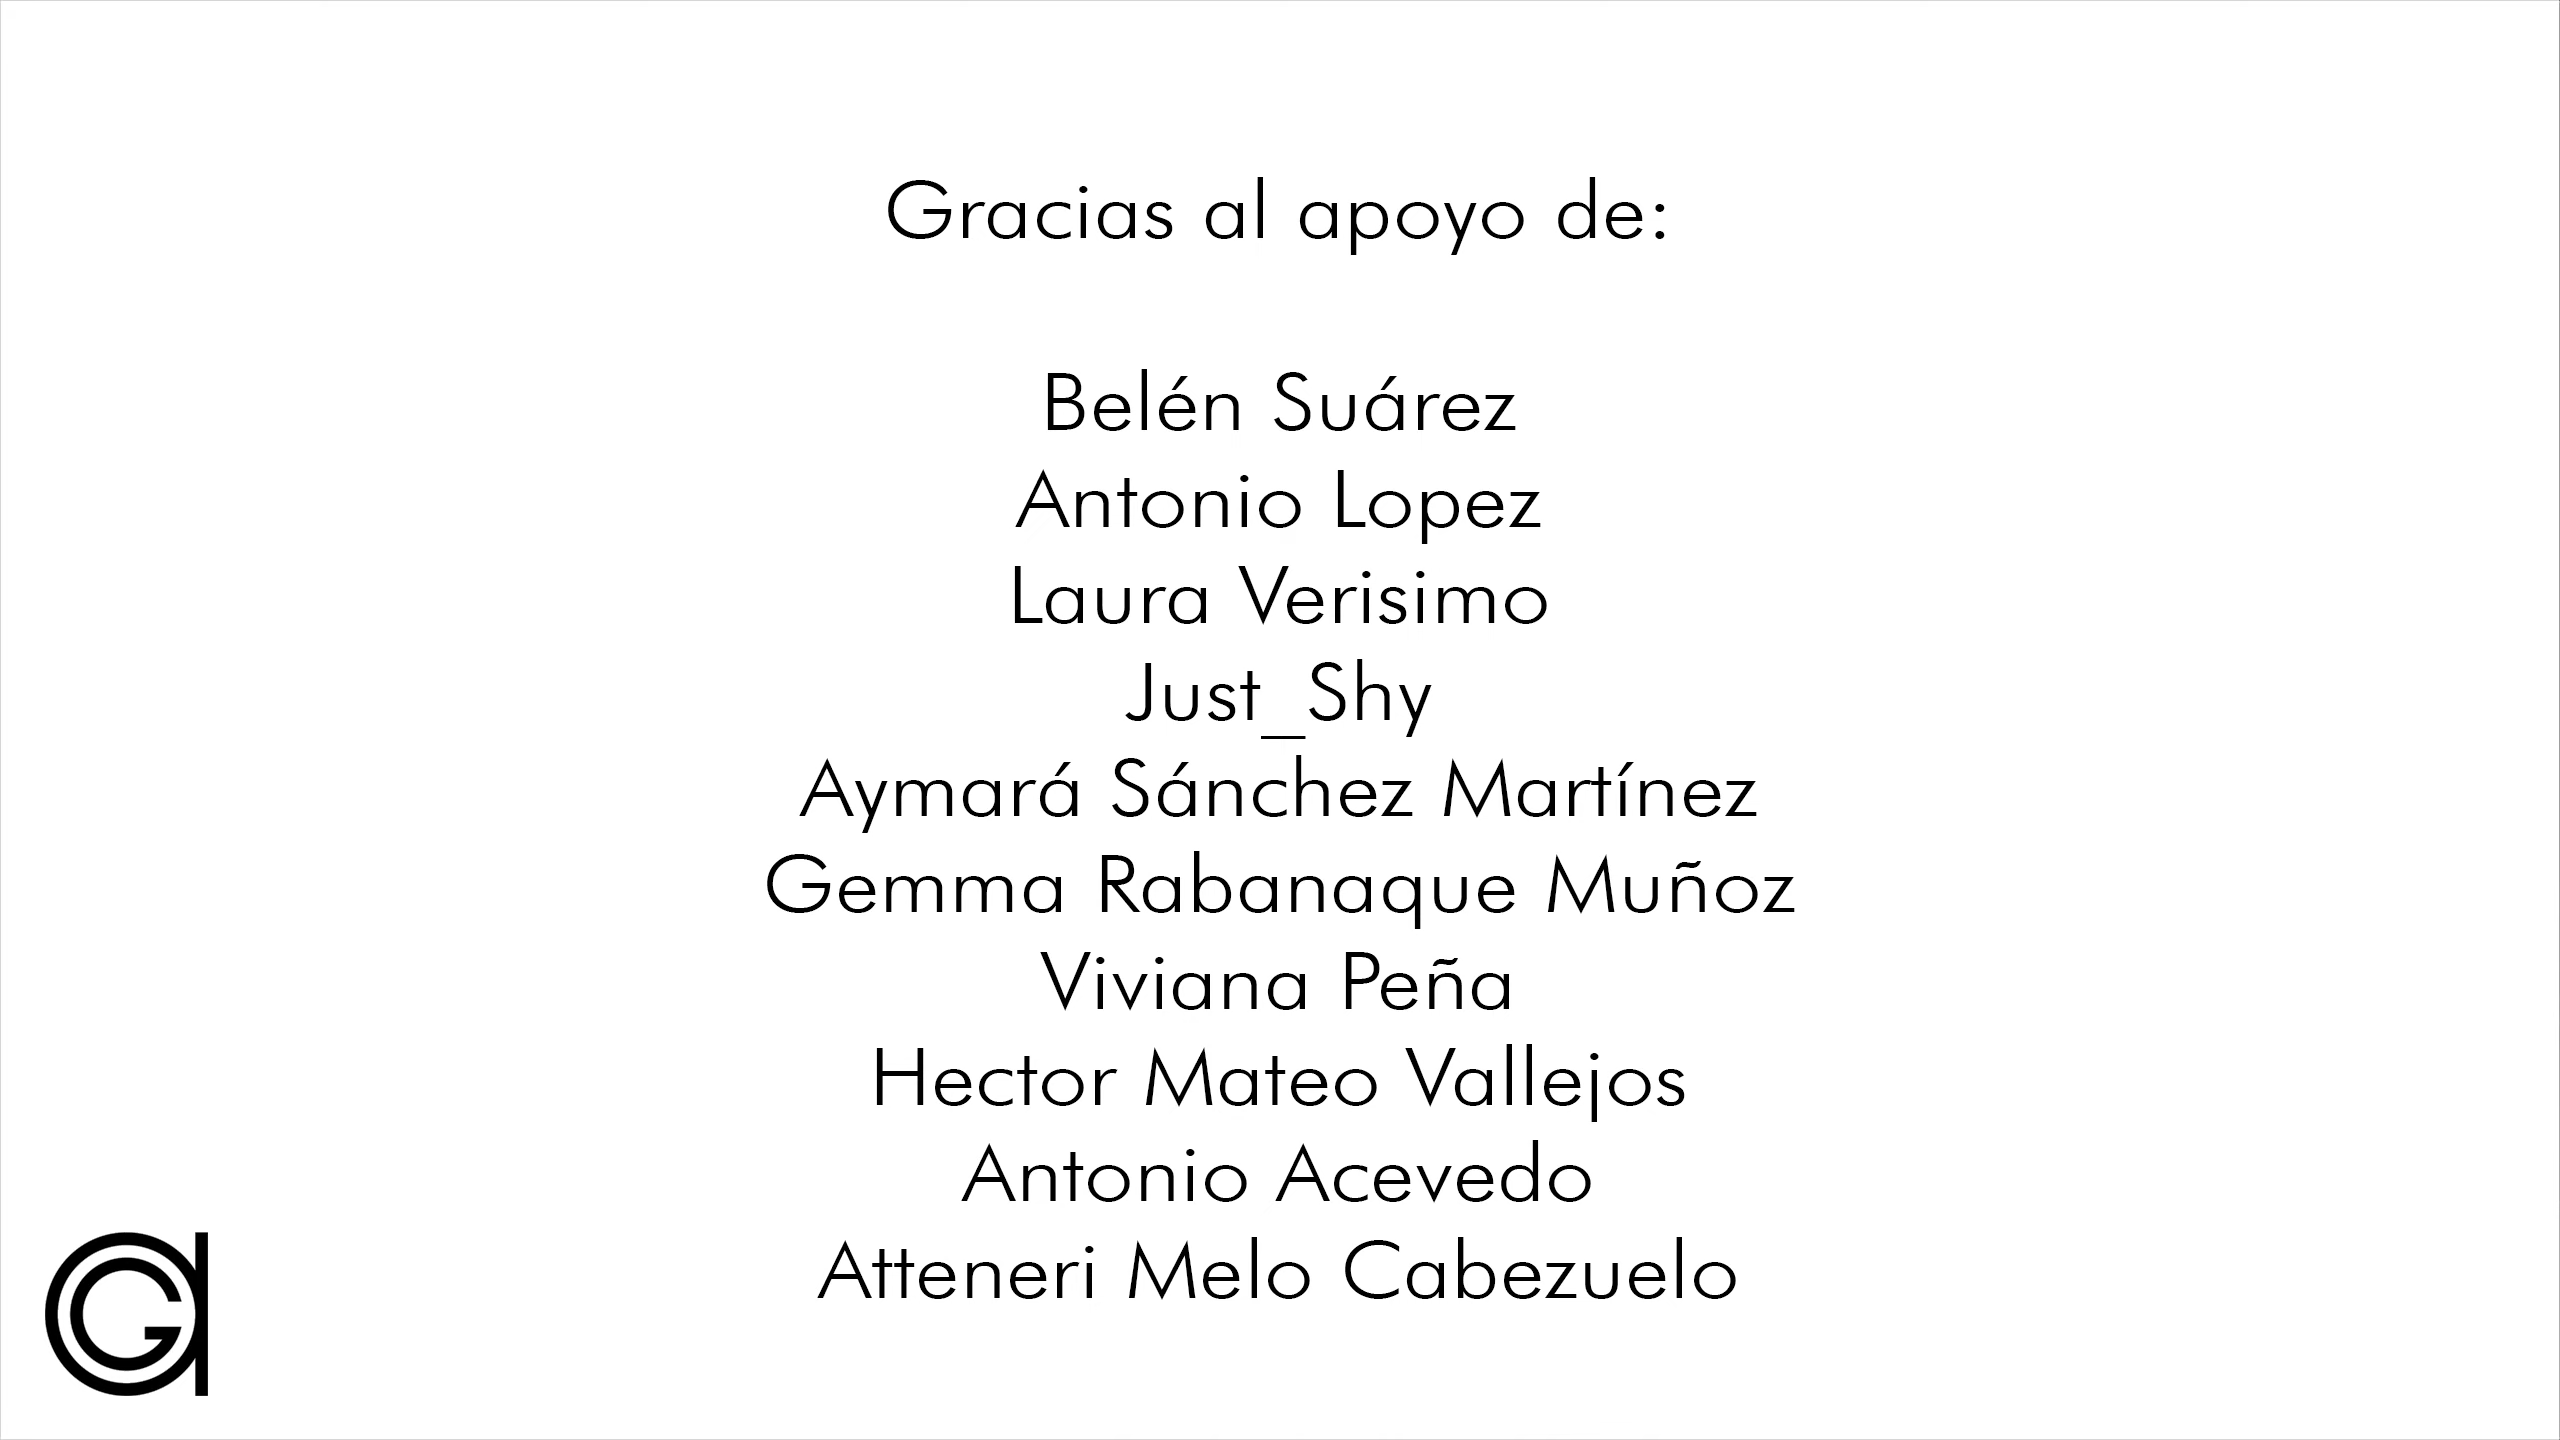 Gracias al apoyo de:
Belén Suárez
Antonio Lopez
Laura Verisimo
Just_Shy
Aymará Sánchez Martínez
Gemma Rabanaque Muñoz
Viviana Peña
Hector Mateo Vallejos
Antonio Acevedo
Atteneri Melo Cabezuelo